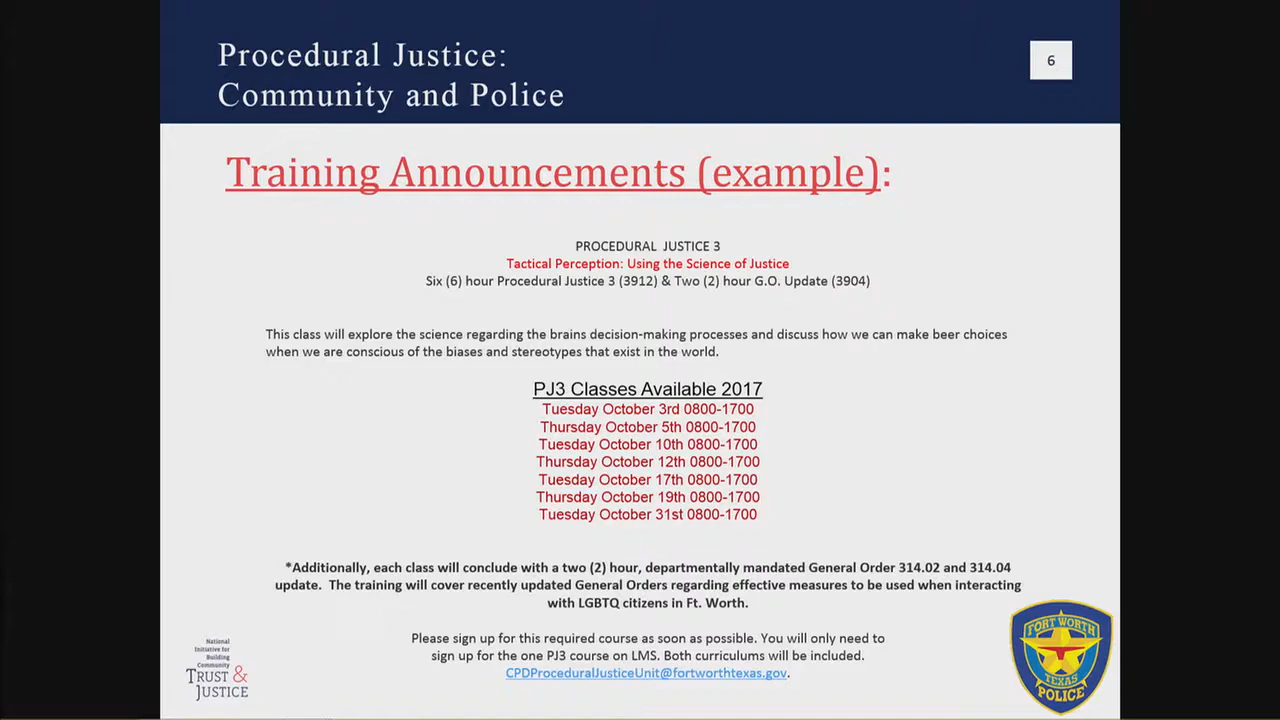 Procedural Justice:
Community and Police
6
Training Announcements (example):
PROCEDURAL JUSTICE 3
Tactical Perception: Using the Science of Justice
Six (6) hour Procedural Justice 3 (3912) & Two (2) hour G.O. Update (3904)
This class will explore the science regarding the brains decision-making processes and discuss how we can make beer choices
when we are conscious of the biases and stereotypes that exist in the world.
PJ3 Classes Available 2017
Tuesday October 3rd 0800-1700
Thursday October 5th 0800-1700
Tuesday October 10th 0800-1700
Thursday October 12th 0800-1700
Tuesday October 17th 0800-1700
Thursday October 19th 0800-1700
Tuesday October 31st 0800-1700
*Additionally, each class will conclude with a two (2) hour, departmentally mandated General Order 314.02 and 314.04
update. The training will cover recently updated General Orders regarding effective measures to be used when interacting
with LGBTQ citizens in Ft. Worth.
Please sign up for this required course as soon as possible. You will only need to
sign up for the one PJ3 course on LMS. Both curriculums will be included.
CPDProceduralJusticeUnit@fortworthtexas.gov.
National
Initiative for
Building
Community
TRUST &
JUSTICE
FORT WORTH
TEXAS
POLICE